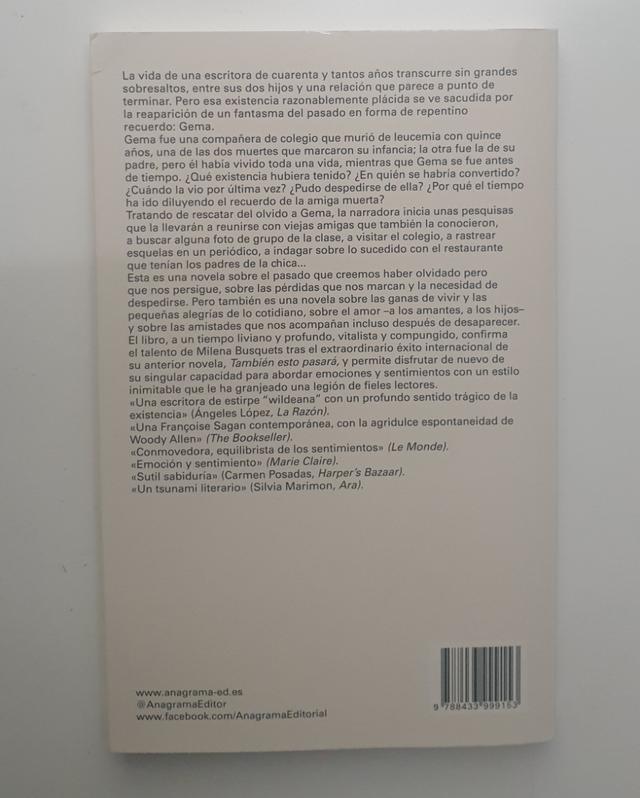 La vida de una escritora de cuarenta y tantos años transcurre sin grandes
sobresaltos, entre sus dos hijos y una relación que parece a punto de
terminar. Pero esa existencia razonablemente plácida se ve sacudida por
la reaparición de un fantasma del pasado en forma de repentino
recuerdo: Gema.
Gema fue una compañera de colegio que murió de leucemia con quince
años, una de las dos muertes que marcaron su infancia; la otra fue la de su
padre, pero él había vivido toda una vida, mientras que Gema se fue antes
de tiempo. ¿Qué existencia hubiera tenido? ¿En quién se habría convertido?
¿Cuándo la vio por última vez? ¿Pudo despedirse de ella? ¿Por qué el tiempo
ha ido diluyendo el recuerdo de la amiga muerta?
Tratando de rescatar del olvido a Gema, la narradora inicia unas pesquisas
que la llevarán a reunirse con viejas amigas que también la conocieron,
a buscar alguna foto de grupo de la clase, a visitar el colegio, a rastrear
esquelas en un periódico, a indagar sobre lo sucedido con el restaurante
que tenían los padres de la chica...
Esta es una novela sobre el pasado que creemos haber olvidado pero
que nos persigue, sobre las pérdidas que nos marcan y la necesidad de
despedirse. Pero también es una novela sobre las ganas de vivir y las
pequeñas alegrías de lo cotidiano, sobre el amor –a los amantes, a los hijos–
y sobre las amistades que nos acompañan incluso después de desaparecer.
El libro, a un tiempo liviano y profundo, vitalista y compungido, confirma
el talento de Milena Busquets tras el extraordinario éxito internacional de
su anterior novela, También esto pasará, y permite disfrutar de nuevo de
su singular capacidad para abordar emociones y sentimientos con un estilo
inimitable que le ha granjeado una legión de fieles lectores.
«Una escritora de estirpe "wildeana" con un profundo sentido trágico de la
existencia» (Ángeles López, La Razón).
«Una Françoise Sagan contemporánea, con la agridulce espontaneidad de
Woody Allen» (The Bookseller).
«Conmovedora, equilibrista de los sentimientos» (Le Monde).
«Emoción y sentimiento» (Marie Claire).
«Sutil sabiduría» (Carmen Posadas, Harper's Bazaar).
«Un tsunami literario» (Silvia Marimon, Ara).
www.anagrama-ed.es
@AnagramaEditor
www.facebook.com/AnagramaEditorial
9 788433 999153